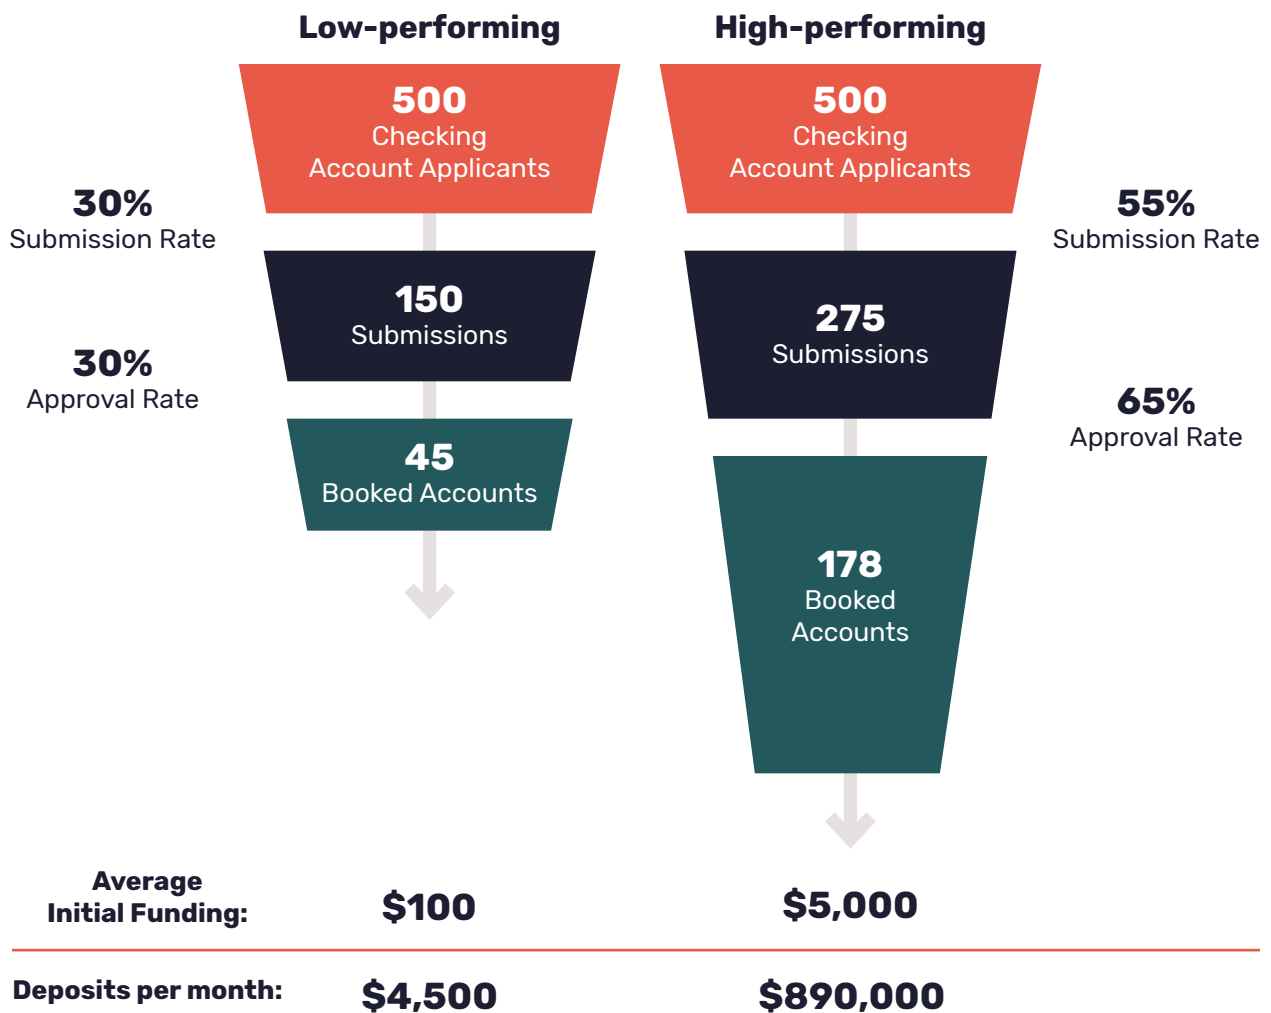 Low-performing
High-performing
500
Checking
Account Applicants
500
Checking
Account Applicants
30%
Submission Rate
55%
Submission Rate
150
Submissions
275
Submissions
30%
Approval Rate
65%
Approval Rate
45
Booked Accounts
178
Booked
Accounts
Average
Initial Funding:
$100
$5,000
Deposits per month:
$4,500
$890,000